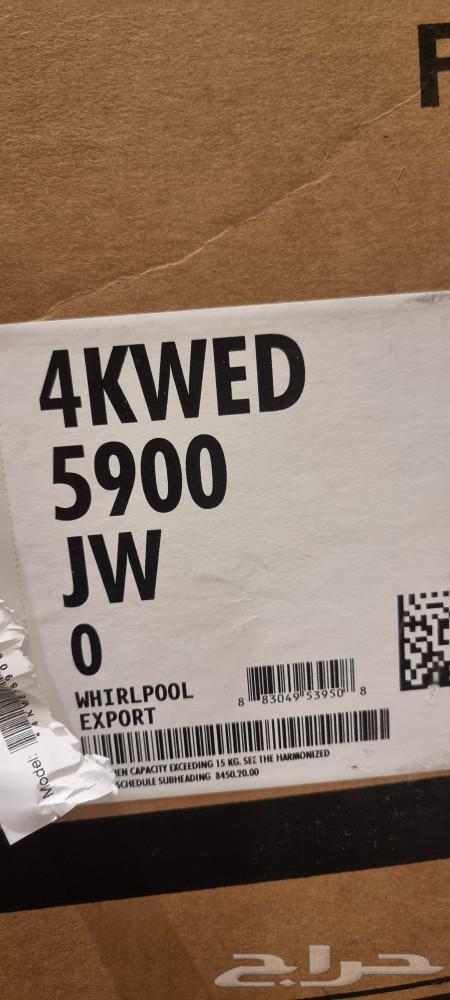 4KWED
5900
JW
0
WHIRLPOOL
EXPORT
8 83049 53950 8
CAPACITY EXCEEDING 15 KG. SEE THE HARMONIZED
SCHEDULE SUBHEADING 8450.20.00
Model:
حراج